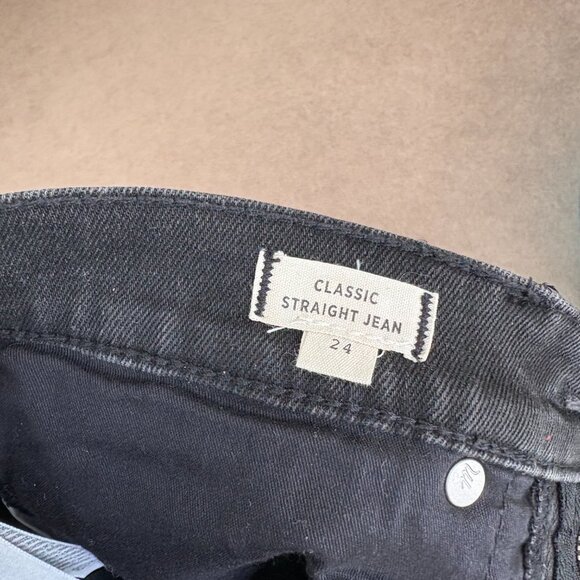 CLASSIC
STRAIGHT JEAN
24
M